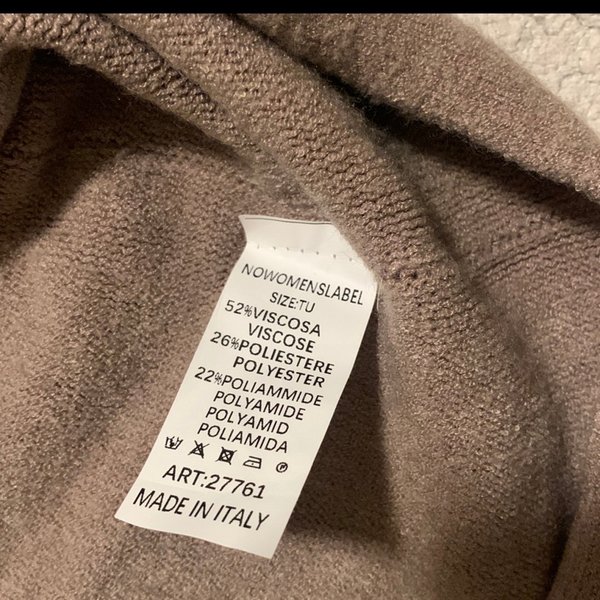 NOWOMENSLABEL
SIZE:TU
52%VISCOSA
VISCOSE
26%POLIESTERE
POLYESTER
22%POLIAMMIDE
POLYAMIDE
POLYAMID
POLIAMIDA
ART:27761
MADE IN ITALY